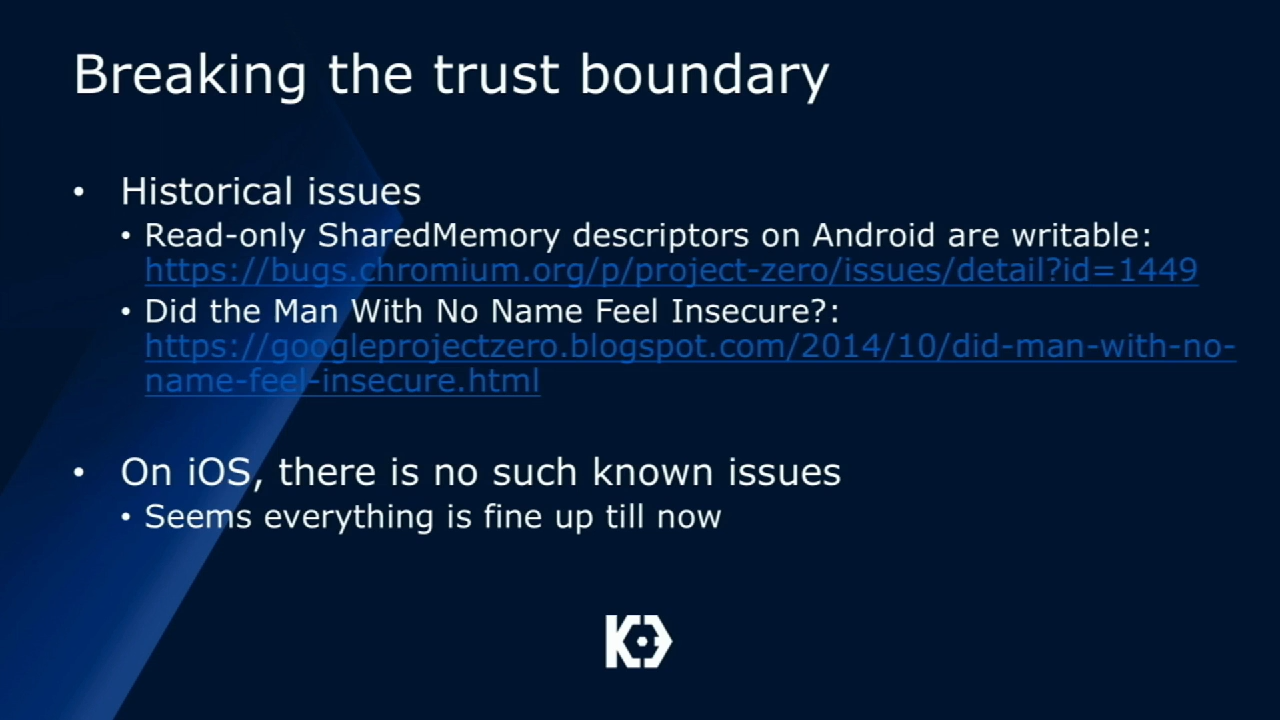 Breaking the trust boundary
• Historical issues
• Read-only SharedMemory descriptors on Android are writable:
https://bugs.chromium.org/p/project-zero/issues/detail?id=1449
• Did the Man With No Name Feel Insecure?:
https://googleprojectzero.blogspot.com/2014/10/did-man-with-no-
name-feel-insecure.html
• On iOS, there is no such known issues
• Seems everything is fine up till now